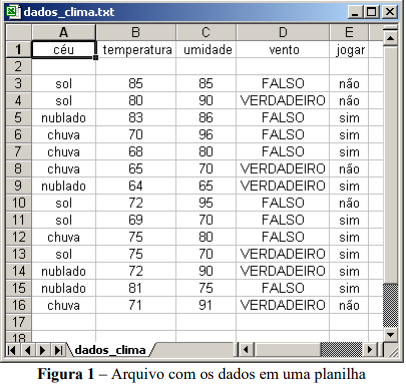 dados_clima.txt
A B C D E
1 céu temperatura umidade vento jogar
2
3 sol 85 85 FALSO não
4 sol 80 90 VERDADEIRO não
5 nublado 83 86 FALSO sim
6 chuva 70 96 FALSO sim
7 chuva 68 80 FALSO sim
8 chuva 65 70 VERDADEIRO não
9 nublado 64 65 VERDADEIRO sim
10 sol 72 95 FALSO não
11 sol 69 70 FALSO sim
12 chuva 75 80 FALSO sim
13 sol 75 70 VERDADEIRO sim
14 nublado 72 90 VERDADEIRO sim
15 nublado 81 75 FALSO sim
16 chuva 71 91 VERDADEIRO não
17
18
dados_clima
Figura 1 – Arquivo com os dados em uma planilha